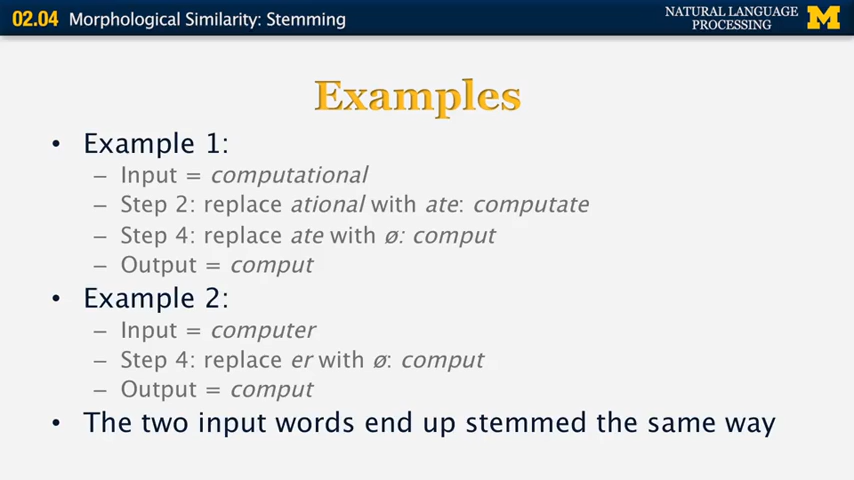 02.04 Morphological Similarity: Stemming
NATURAL LANGUAGE
PROCESSING
M
Examples
• Example 1:
– Input = computational
– Step 2: replace ational with ate: computate
– Step 4: replace ate with ø: comput
– Output = comput
• Example 2:
– Input = computer
– Step 4: replace er with ø: comput
– Output = comput
• The two input words end up stemmed the same way